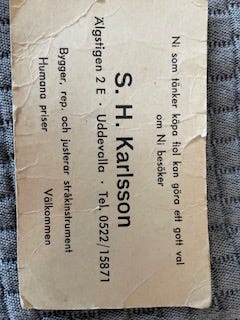 Ni som tänker köpa fiol kan göra ett gott val
om Ni besöker
S. H. Karlsson
Älgstigen 2 E · Uddevalla · Tel. 0522/15871
Bygger, rep. och justerar stråkinstrument
Humana priser Välkommen